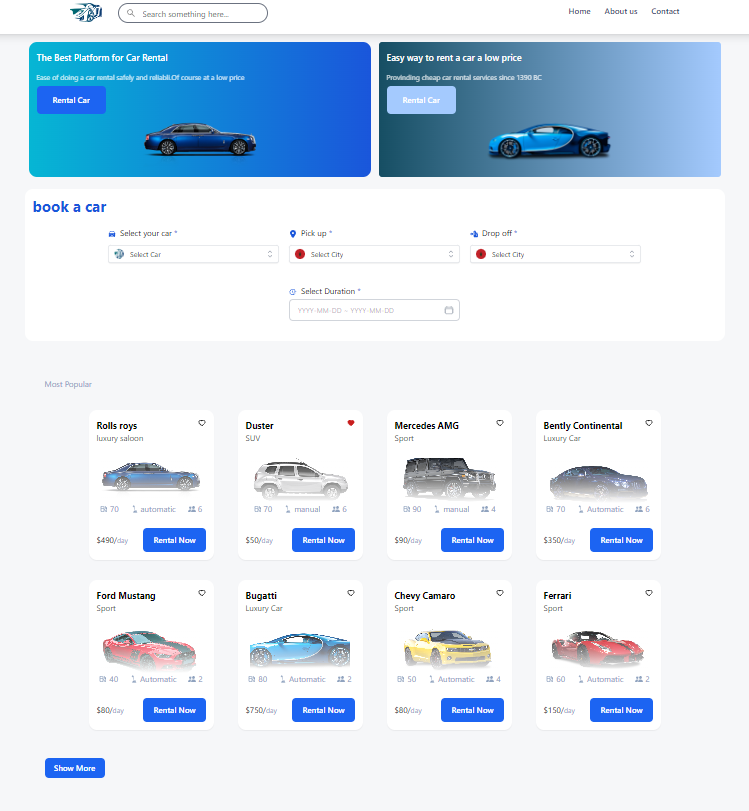 Search something here...
Home
About us
Contact
The Best Platform for Car Rental
Ease of doing a car rental safely and reliabli.Of course at a low price
Rental Car
Easy way to rent a car a low price
Provinding cheap car rental services since 1390 BC
Rental Car
book a car
Select your car *
Select Car
Pick up *
Select City
Drop off *
Select City
Select Duration *
YYYY-MM-DD ~ YYYY-MM-DD
Most Popular
Rolls roys
luxury saloon
70 automatic 6
$490/day
Rental Now
Duster
SUV
70 manual 6
$50/day
Rental Now
Mercedes AMG
Sport
90 manual 4
$90/day
Rental Now
Bently Continental
Luxury Car
70 Automatic 6
$350/day
Rental Now
Ford Mustang
Sport
40 Automatic 2
$80/day
Rental Now
Bugatti
Luxury Car
80 Automatic 2
$750/day
Rental Now
Chevy Camaro
Sport
50 Automatic 4
$80/day
Rental Now
Ferrari
Sport
60 Automatic 2
$150/day
Rental Now
Show More